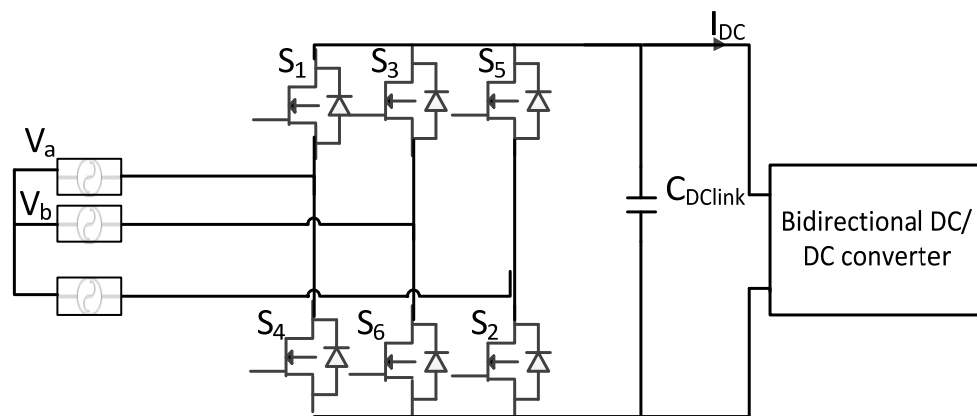 I_DC
S_1
S_3
S_5
V_a
V_b
C_DClink
Bidirectional DC/
DC converter
S_4
S_6
S_2